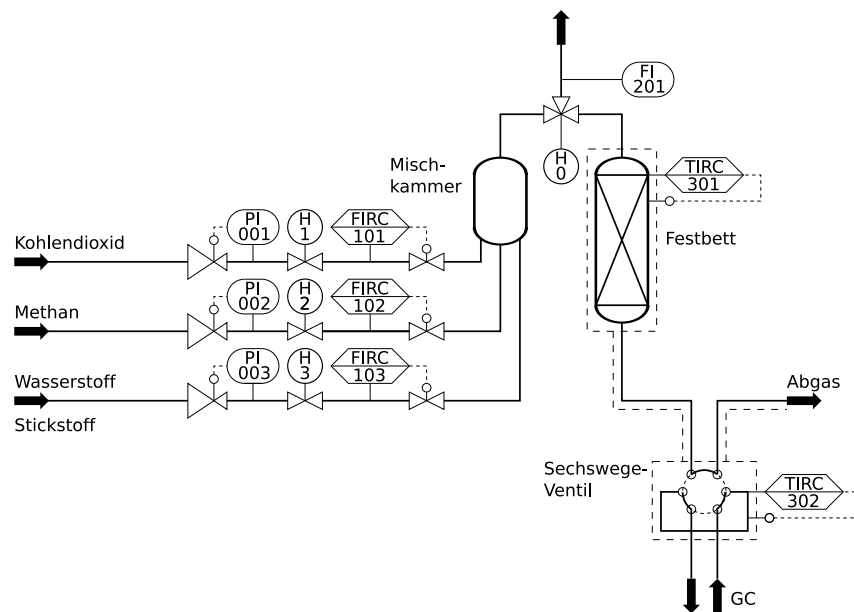 FI
201
H
0
Misch-
kammer
TIRC
301
Festbett
Kohlendioxid
PI
001
H
1
FIRC
101
Methan
PI
002
H
2
FIRC
102
Wasserstoff
Stickstoff
PI
003
H
3
FIRC
103
Abgas
Sechswege-
Ventil
TIRC
302
GC